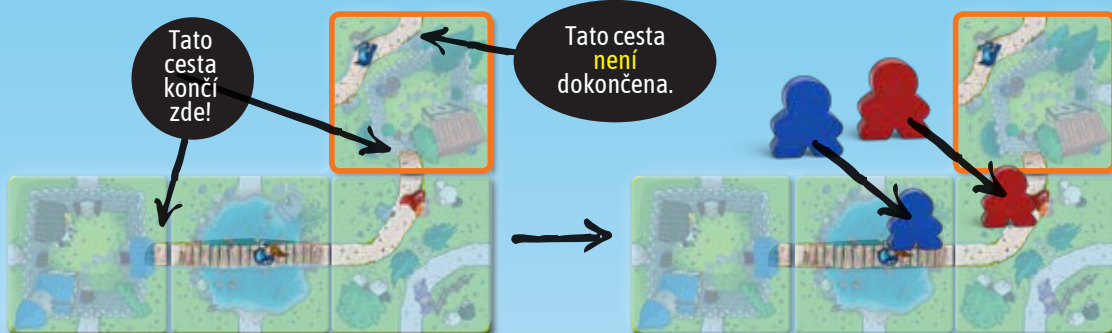 Tato
cesta
končí
zde!
Tato cesta
není
dokončena.